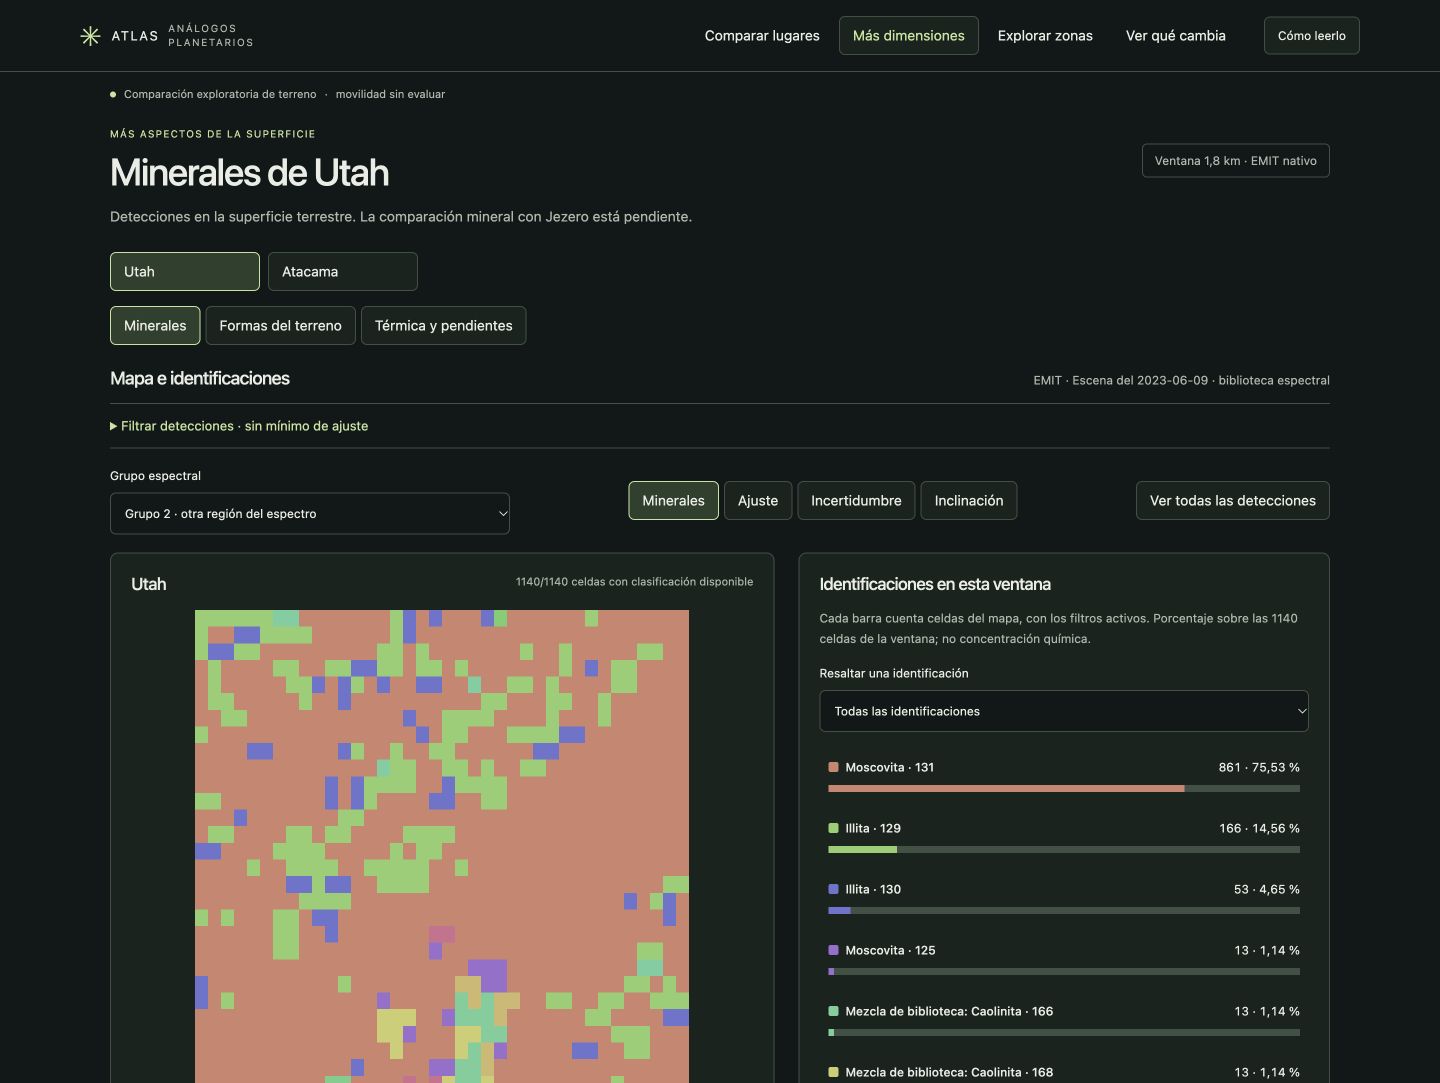 ATLAS
ANÁLOGOS
PLANETARIOS
Comparar lugares
Más dimensiones
Explorar zonas
Ver qué cambia
Cómo leerlo
Comparación exploratoria de terreno · movilidad sin evaluar
MÁS ASPECTOS DE LA SUPERFICIE
Minerales de Utah
Ventana 1,8 km · EMIT nativo
Detecciones en la superficie terrestre. La comparación mineral con Jezero está pendiente.
Utah
Atacama
Minerales
Formas del terreno
Térmica y pendientes
Mapa e identificaciones
EMIT · Escena del 2023-06-09 · biblioteca espectral
Filtrar detecciones · sin mínimo de ajuste
Grupo espectral
Grupo 2 · otra región del espectro
Minerales
Ajuste
Incertidumbre
Inclinación
Ver todas las detecciones
Utah
1140/1140 celdas con clasificación disponible
Identificaciones en esta ventana
Cada barra cuenta celdas del mapa, con los filtros activos. Porcentaje sobre las 1140
celdas de la ventana; no concentración química.
Resaltar una identificación
Todas las identificaciones
Moscovita · 131
861 · 75,53 %
Illita · 129
166 · 14,56 %
Illita · 130
53 · 4,65 %
Moscovita · 125
13 · 1,14 %
Mezcla de biblioteca: Caolinita · 166
13 · 1,14 %
Mezcla de biblioteca: Caolinita · 168
13 · 1,14 %